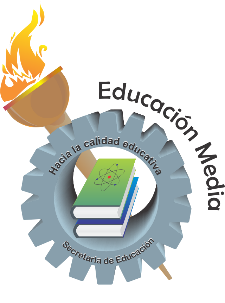 Educación Media
Hacia la calidad educativa
Secretaría de Educación